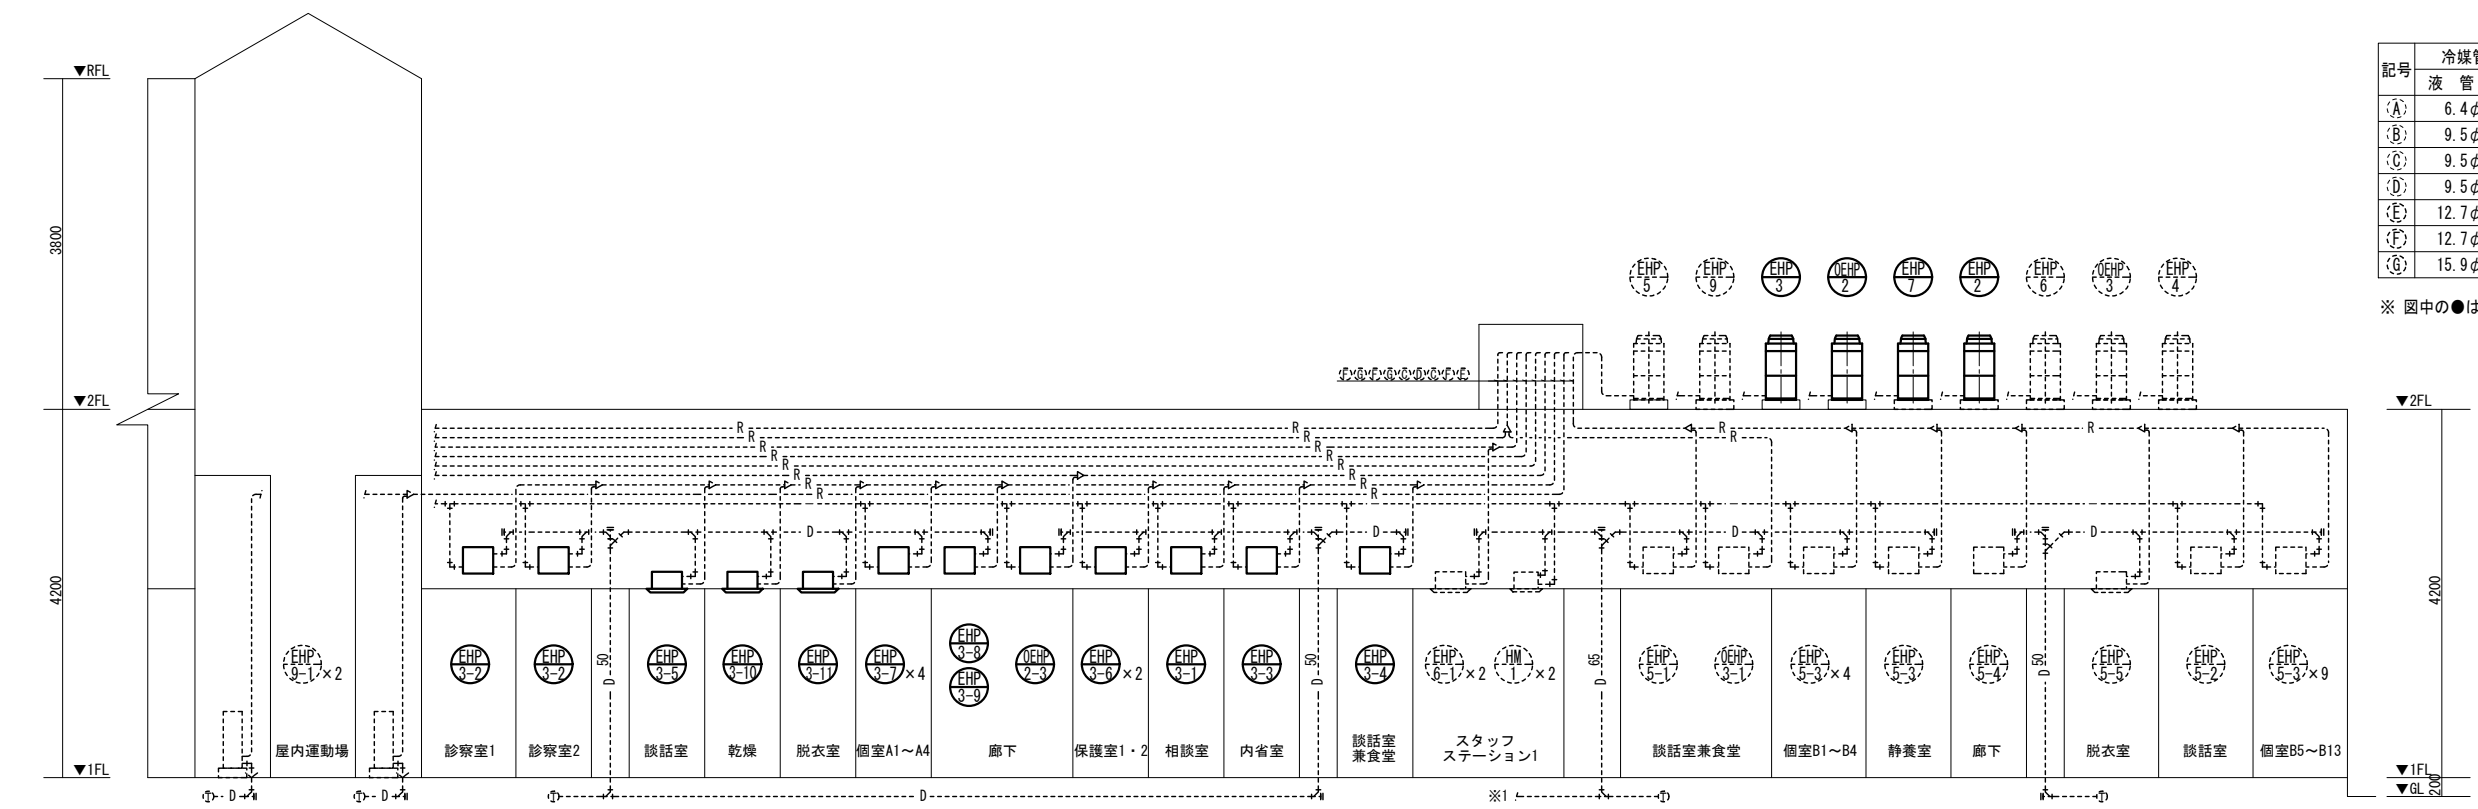 ▼RFL
3800
▼2FL
4200
▼1FL
記号
冷媒管
液 管
A 6.4φ
B 9.5φ
C 9.5φ
D 9.5φ
E 12.7φ
F 12.7φ
G 15.9φ
※ 図中の●は
EHP 5
EHP 9
EHP 3
OEHP 2
EHP 7
EHP 2
EHP 6
OEHP 3
EHP 4
F G F G C D C F E
▼2FL
R R R R
R R R R
R R
R R
R R
R R
R R
D D D D D
4200
EHP 9-1 ×2
EHP 3-2
EHP 3-2
D 50
EHP 3-5
EHP 3-10
EHP 3-11
EHP 3-7 ×4
EHP 3-8
EHP 3-9
OEHP 2-3
EHP 3-6 ×2
EHP 3-1
EHP 3-3
D 50
EHP 3-4
EHP 6-1 ×2
HM 1 ×2
D 65
EHP 5-1
OEHP 3-1
EHP 5-3 ×4
EHP 5-3
EHP 5-4
D 50
EHP 5-5
EHP 5-2
EHP 5-3 ×9
屋内運動場
診察室1
診察室2
談話室
乾燥
脱衣室
個室A1～A4
廊下
保護室1・2
相談室
内省室
談話室
兼食堂
スタッフ
ステーション1
談話室兼食堂
個室B1～B4
静養室
廊下
脱衣室
談話室
個室B5～B13
▼1FL
▼GL
200
D D D
※1